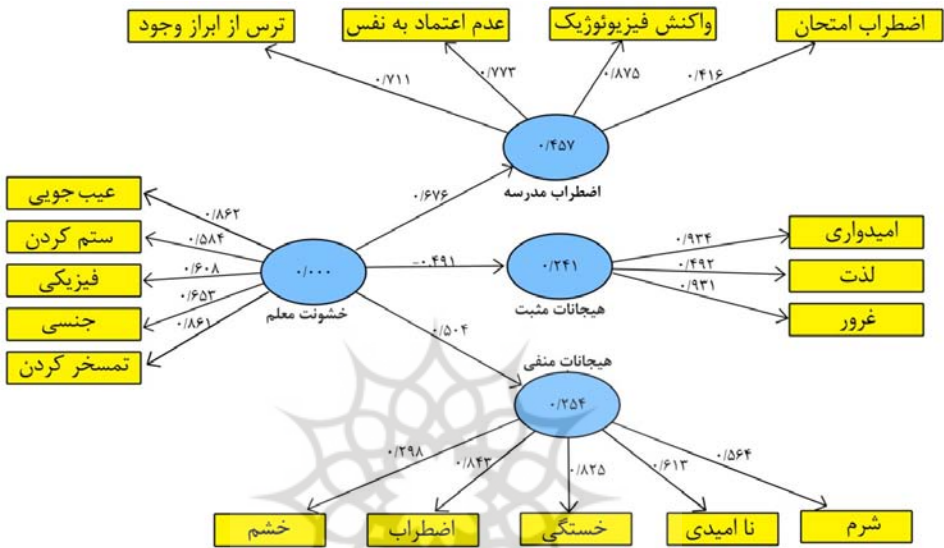 ترس از ابراز وجود
عدم اعتماد به نفس
واکنش فیزیوئوژیک
اضطراب امتحان
۰/۷۱۱
۰/۷۷۳
۰/۸۷۵
۰/۴۱۶
۰/۴۵۷
اضطراب مدرسه
عیب جویی
ستم کردن
فیزیکی
جنسی
تمسخر کردن
۰/۸۶۲
۰/۵۸۴
۰/۶۰۸
۰/۶۵۳
۰/۸۶۱
۰/۰۰۰
خشونت معلم
۰/۶۷۶
-۰.۴۹۱
۰/۵۰۴
۰/۲۴۱
هیجانات مثبت
۰/۹۳۴
۰/۴۹۲
۰/۹۳۱
امیدواری
لذت
غرور
هیجانات منفی
۰/۲۵۴
۰/۲۹۸
۰/۸۴۳
۰/۸۲۵
۰/۶۱۳
۰/۵۶۴
خشم
اضطراب
خستگی
نا امیدی
شرم